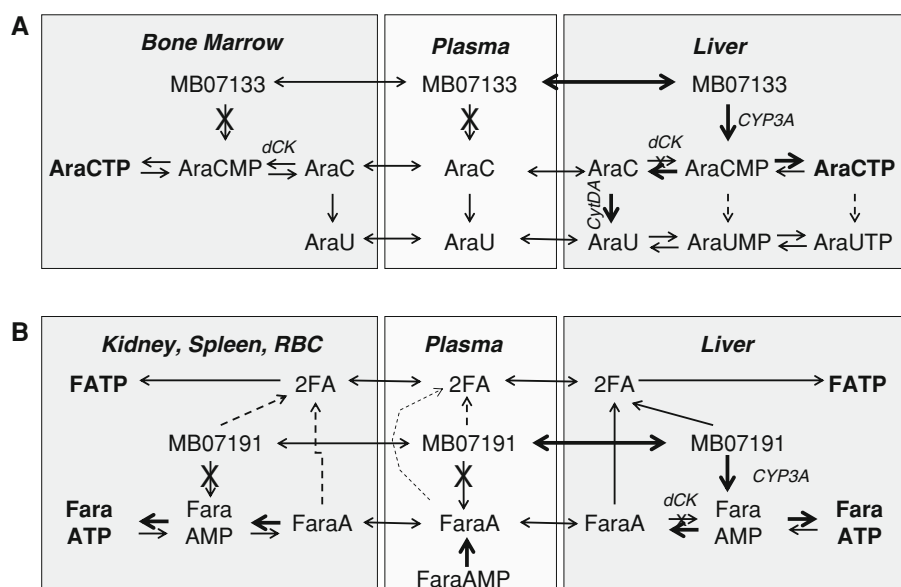 A
Bone Marrow Plasma Liver
MB07133 MB07133 MB07133
CYP3A
dCK dCK
AraCTP AraCMP AraC AraC AraC AraCMP AraCTP
CytDA
AraU AraU AraU AraUMP AraUTP
B
Kidney, Spleen, RBC Plasma Liver
FATP 2FA 2FA 2FA FATP
MB07191 MB07191 MB07191
CYP3A
dCK
Fara Fara Fara Fara
ATP AMP FaraA FaraA FaraA AMP ATP
FaraAMP